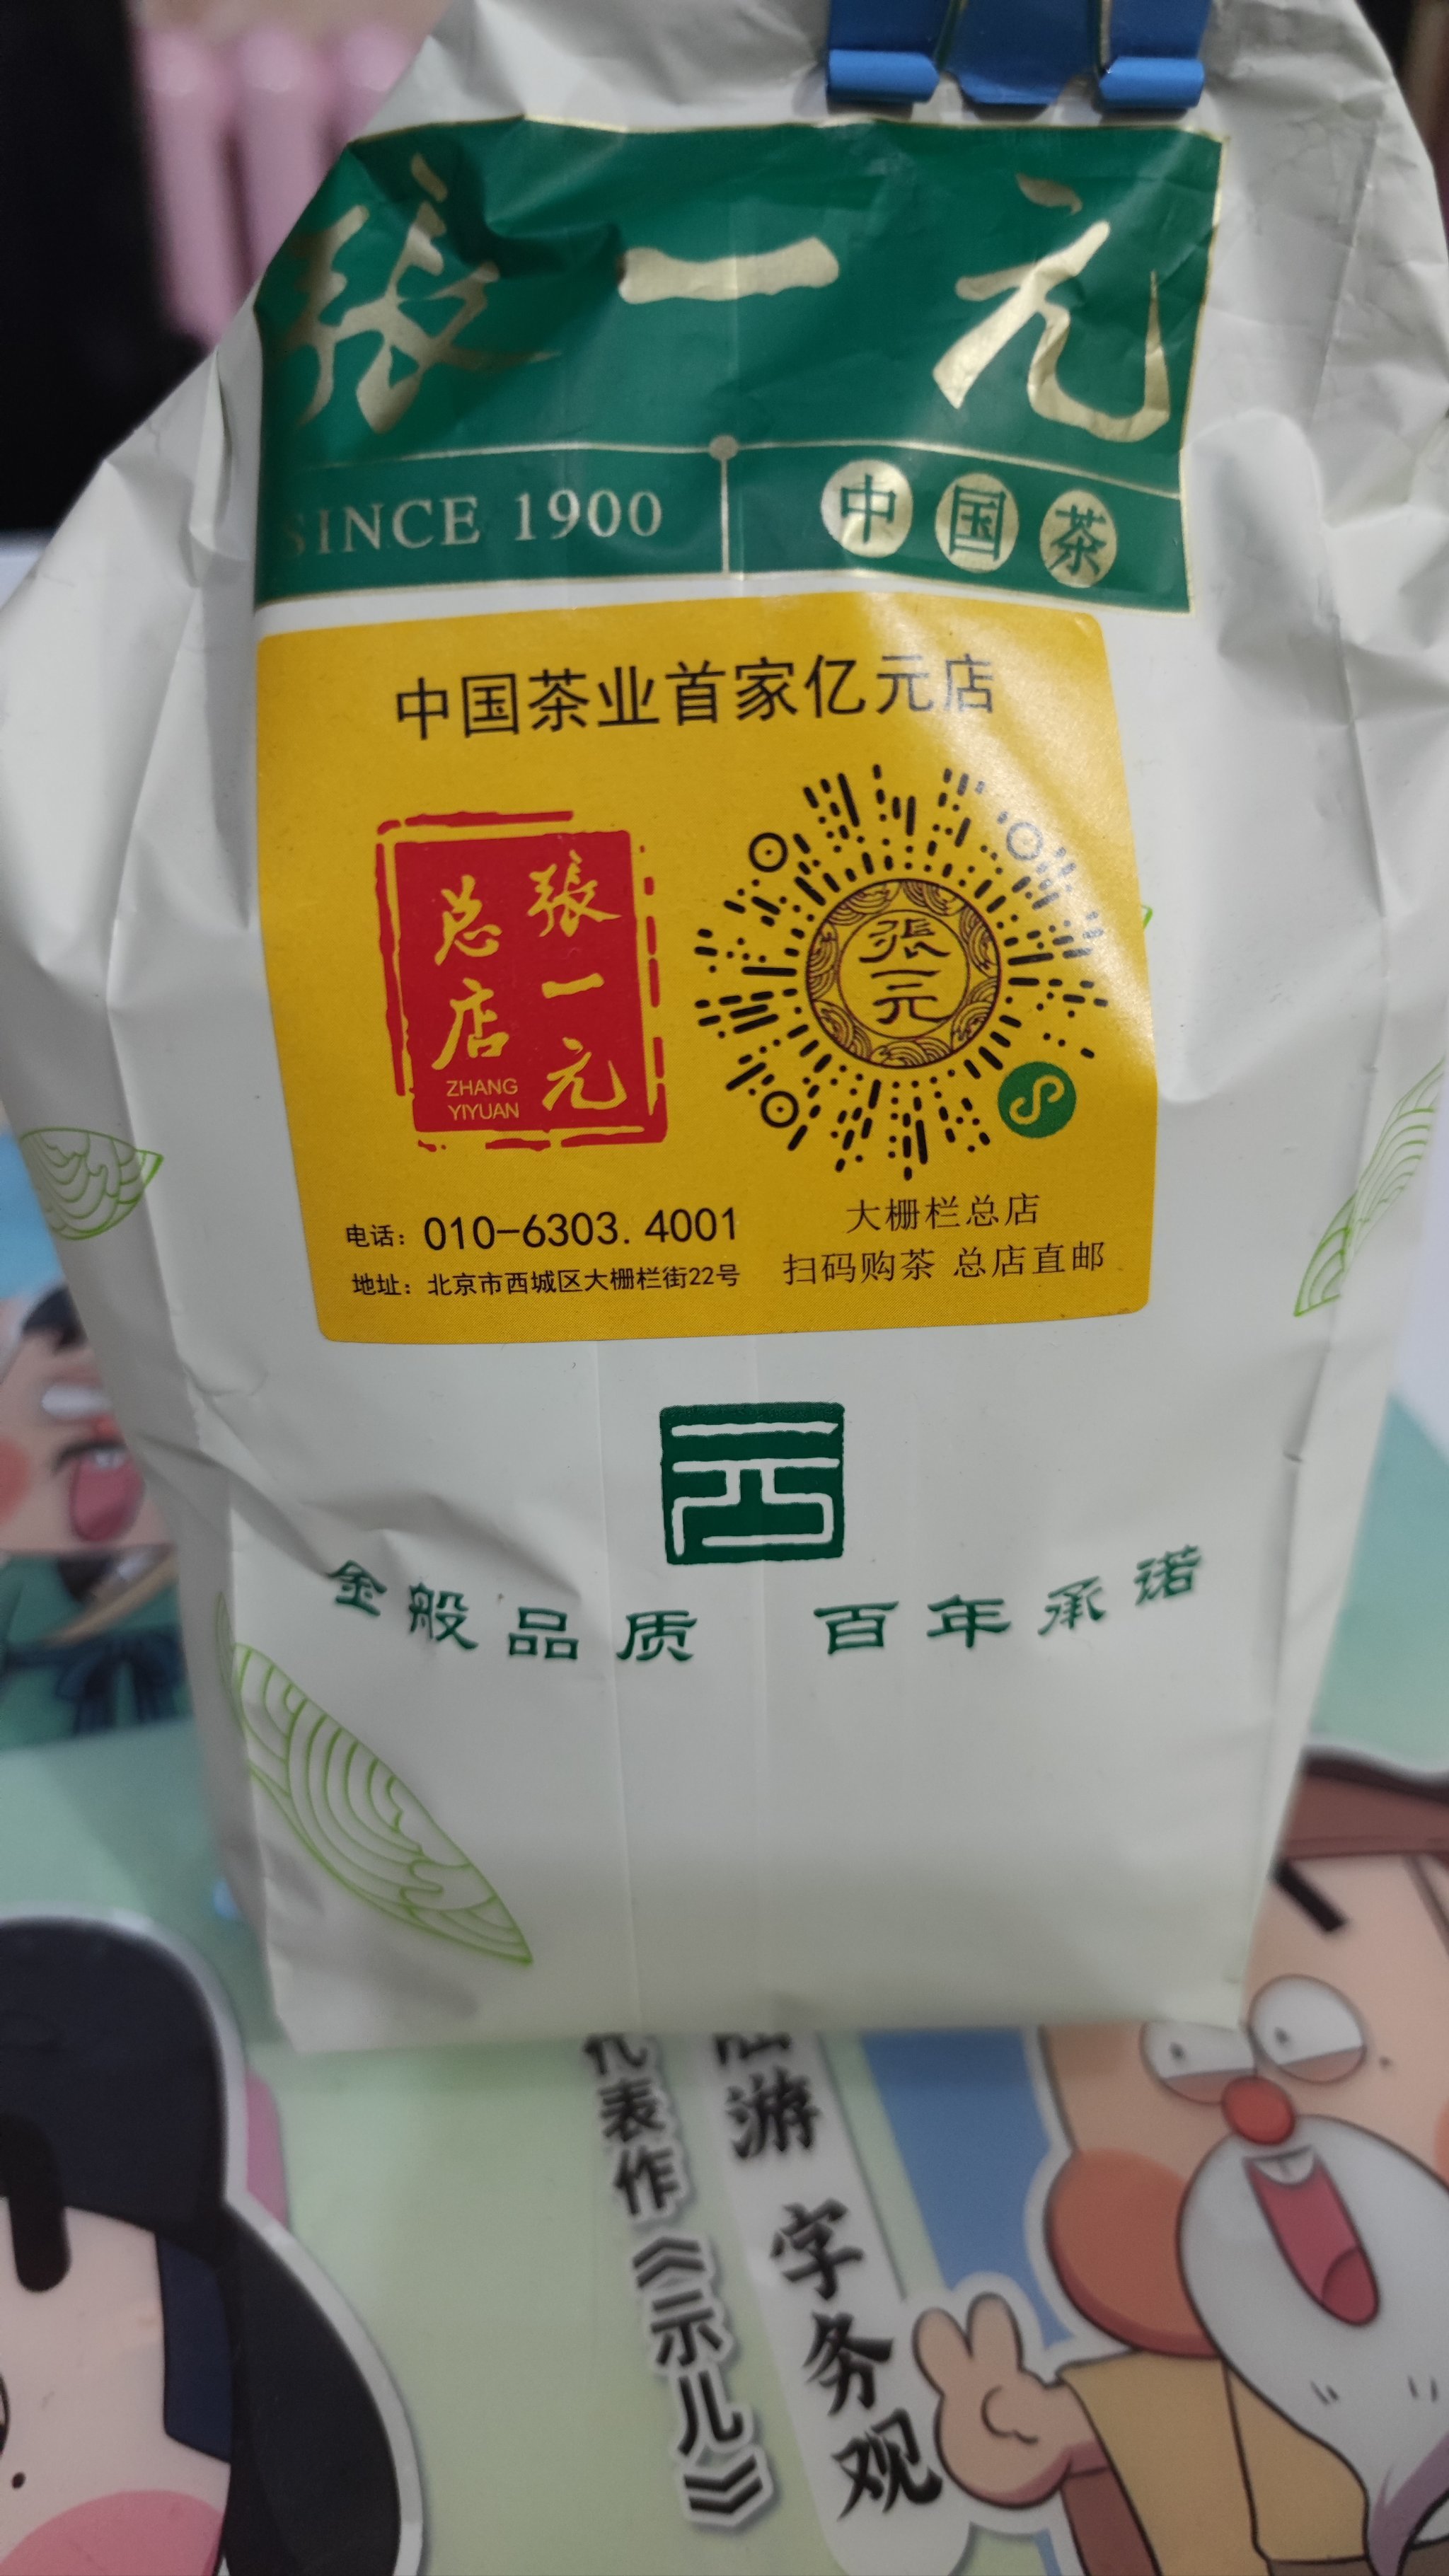 張一元
SINCE 1900
中国茶
中国茶业首家亿元店
張一元
总店
ZHANG
YIYUAN
張一元
电话：010-6303.4001
地址：北京市西城区大栅栏街22号
大栅栏总店
扫码购茶 总店直邮
金般品质 百年承诺
游 字务观
代表作《示儿》